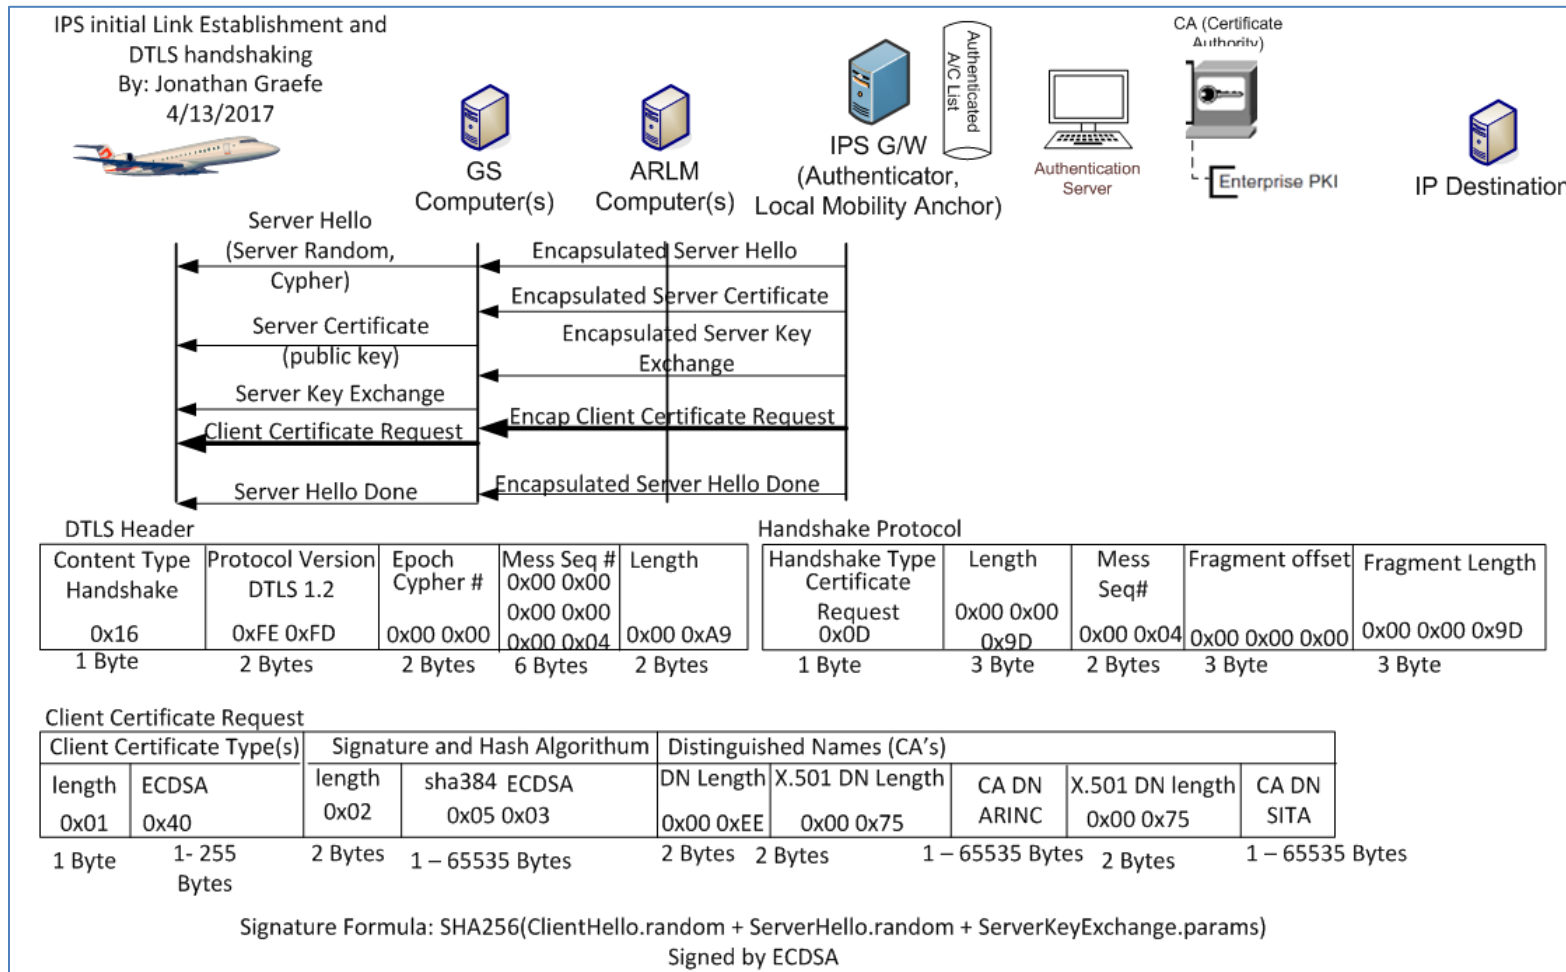 IPS initial Link Establishment and
DTLS handshaking
By: Jonathan Graefe
4/13/2017
GS
Computer(s)
ARLM
Computer(s)
IPS G/W
(Authenticator,
Local Mobility Anchor)
Authenticated
A/C List
Authentication
Server
CA (Certificate
Authority)
Enterprise PKI
IP Destination
Server Hello
(Server Random,
Cypher)
Encapsulated Server Hello
Encapsulated Server Certificate
Server Certificate
(public key)
Encapsulated Server Key
Exchange
Server Key Exchange
Encap Client Certificate Request
Client Certificate Request
Encapsulated Server Hello Done
Server Hello Done
DTLS Header
Content Type
Handshake
0x16
1 Byte
Protocol Version
DTLS 1.2
0xFE 0xFD
2 Bytes
Epoch
Cypher #
0x00 0x00
2 Bytes
Mess Seq #
0x00 0x00
0x00 0x00
0x00 0x04
6 Bytes
Length
0x00 0xA9
2 Bytes
Handshake Protocol
Handshake Type
Certificate
Request
0x0D
1 Byte
Length
0x00 0x00
0x9D
3 Byte
Mess
Seq#
0x00 0x04
2 Bytes
Fragment offset
0x00 0x00 0x00
3 Byte
Fragment Length
0x00 0x00 0x9D
3 Byte
Client Certificate Request
Client Certificate Type(s)
length
0x01
1 Byte
ECDSA
0x40
1- 255
Bytes
Signature and Hash Algorithum
length
0x02
2 Bytes
sha384 ECDSA
0x05 0x03
1 – 65535 Bytes
Distinguished Names (CA's)
DN Length
0x00 0xEE
2 Bytes
X.501 DN Length
0x00 0x75
2 Bytes
CA DN
ARINC
1 – 65535 Bytes
X.501 DN length
0x00 0x75
2 Bytes
CA DN
SITA
1 – 65535 Bytes
Signature Formula: SHA256(ClientHello.random + ServerHello.random + ServerKeyExchange.params)
Signed by ECDSA